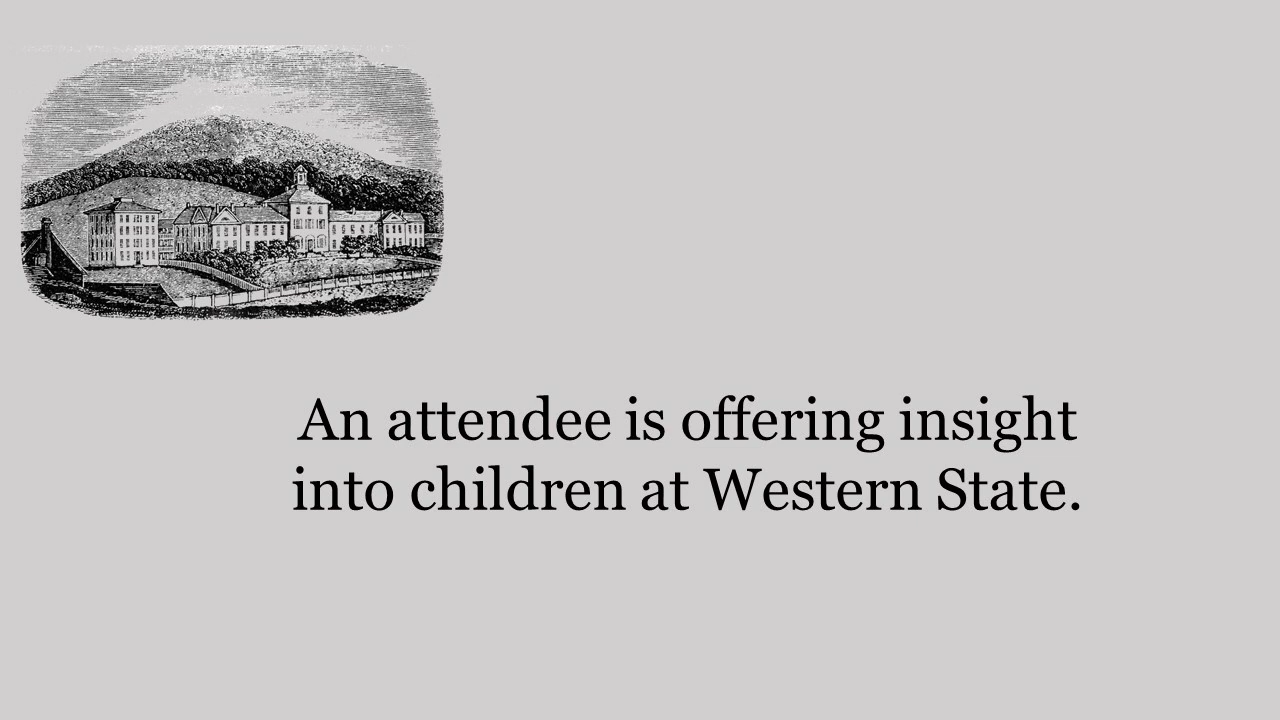 An attendee is offering insight
into children at Western State.